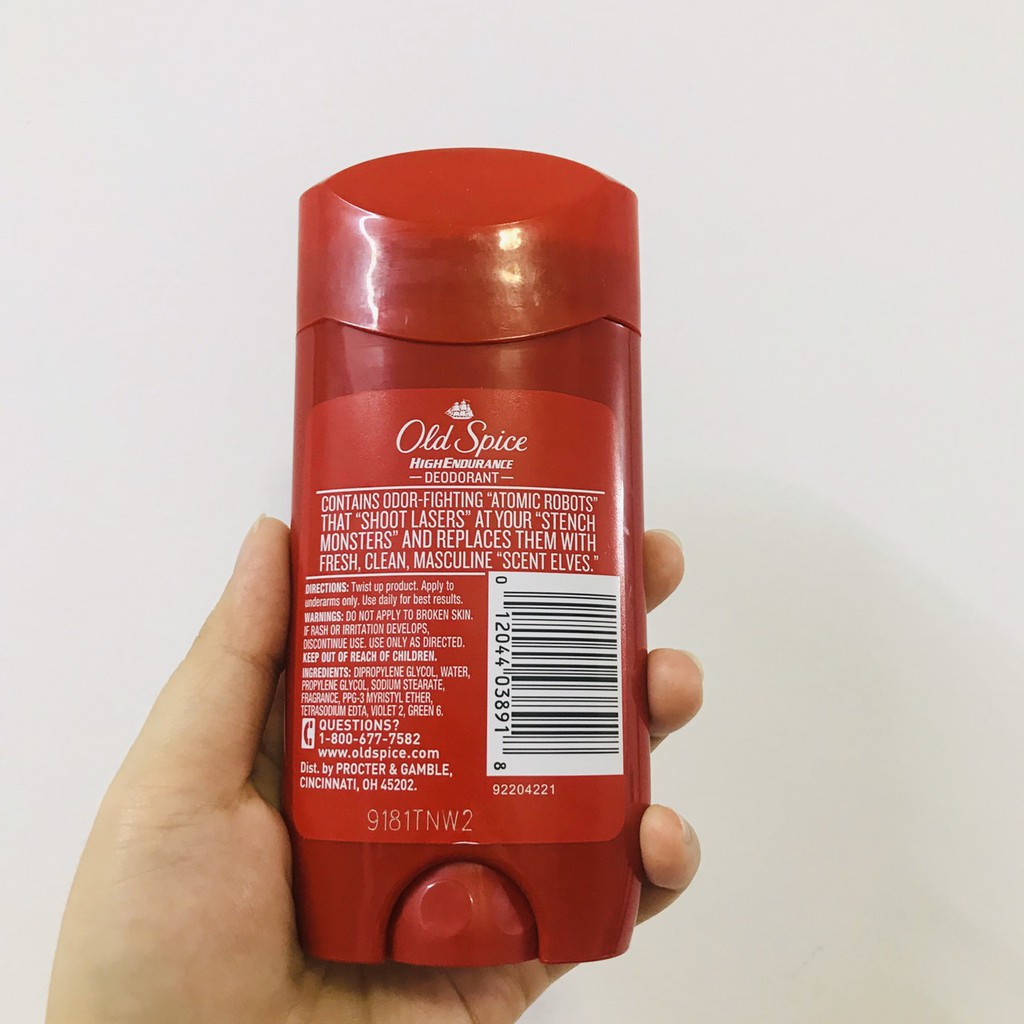 Old Spice
HIGH ENDURANCE
DEODORANT
CONTAINS ODOR-FIGHTING "ATOMIC ROBOTS"
THAT "SHOOT LASERS" AT YOUR "STENCH
MONSTERS" AND REPLACES THEM WITH
FRESH, CLEAN, MASCULINE "SCENT ELVES."
DIRECTIONS: Twist up product. Apply to
underarms only. Use daily for best results.
WARNINGS: DO NOT APPLY TO BROKEN SKIN.
IF RASH OR IRRITATION DEVELOPS,
DISCONTINUE USE. USE ONLY AS DIRECTED.
KEEP OUT OF REACH OF CHILDREN.
INGREDIENTS: DIPROPYLENE GLYCOL, WATER,
PROPYLENE GLYCOL, SODIUM STEARATE,
FRAGRANCE, PPG-3 MYRISTYL ETHER,
TETRASODIUM EDTA, VIOLET 2, GREEN 6.
QUESTIONS?
1-800-677-7582
www.oldspice.com
Dist. by PROCTER & GAMBLE,
CINCINNATI, OH 45202.
0 12044 03891 8
92204221
9181TNW2